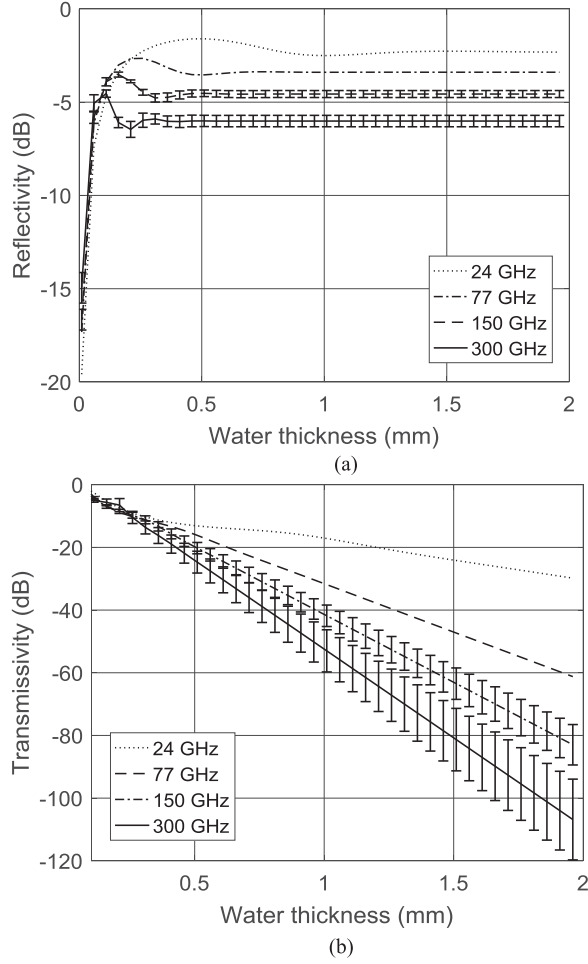 0
-5
-10
-15
-20
Reflectivity (dB)
24 GHz
77 GHz
150 GHz
300 GHz
0 0.5 1 1.5 2
Water thickness (mm)
(a)
0
-20
-40
-60
-80
-100
-120
Transmissivity (dB)
24 GHz
77 GHz
150 GHz
300 GHz
0.5 1 1.5 2
Water thickness (mm)
(b)